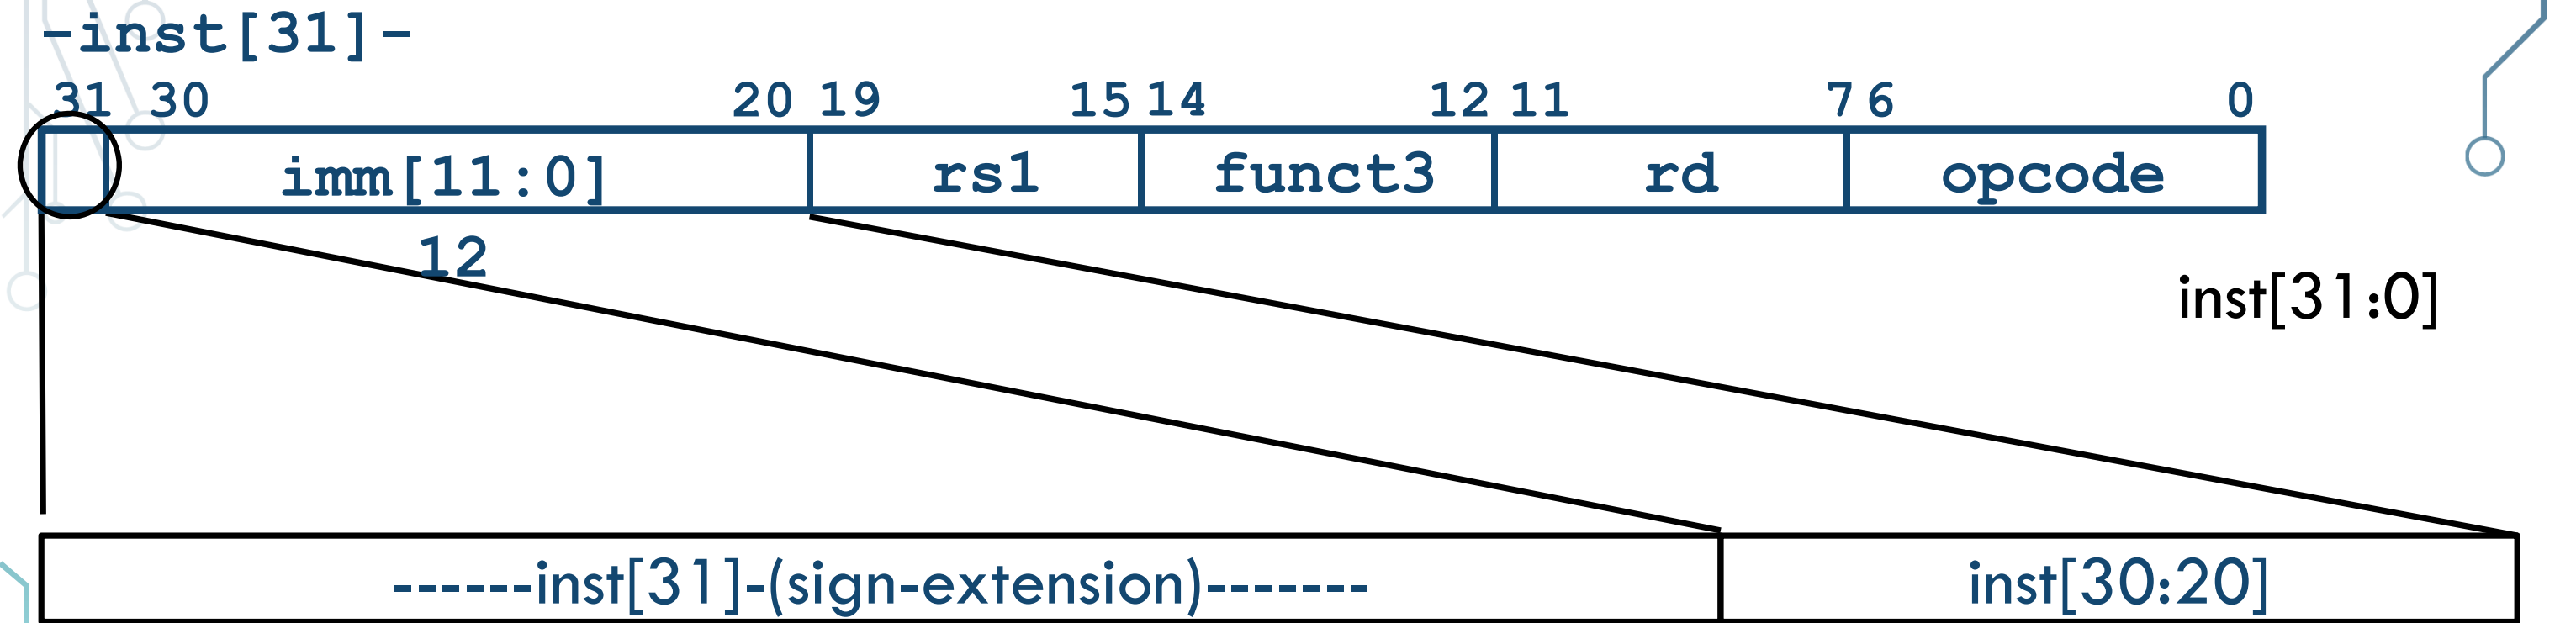 -inst[31]-
31 30 20 19 15 14 12 11 7 6 0
imm[11:0] rs1 funct3 rd opcode
12
inst[31:0]
------inst[31]-(sign-extension)------- inst[30:20]